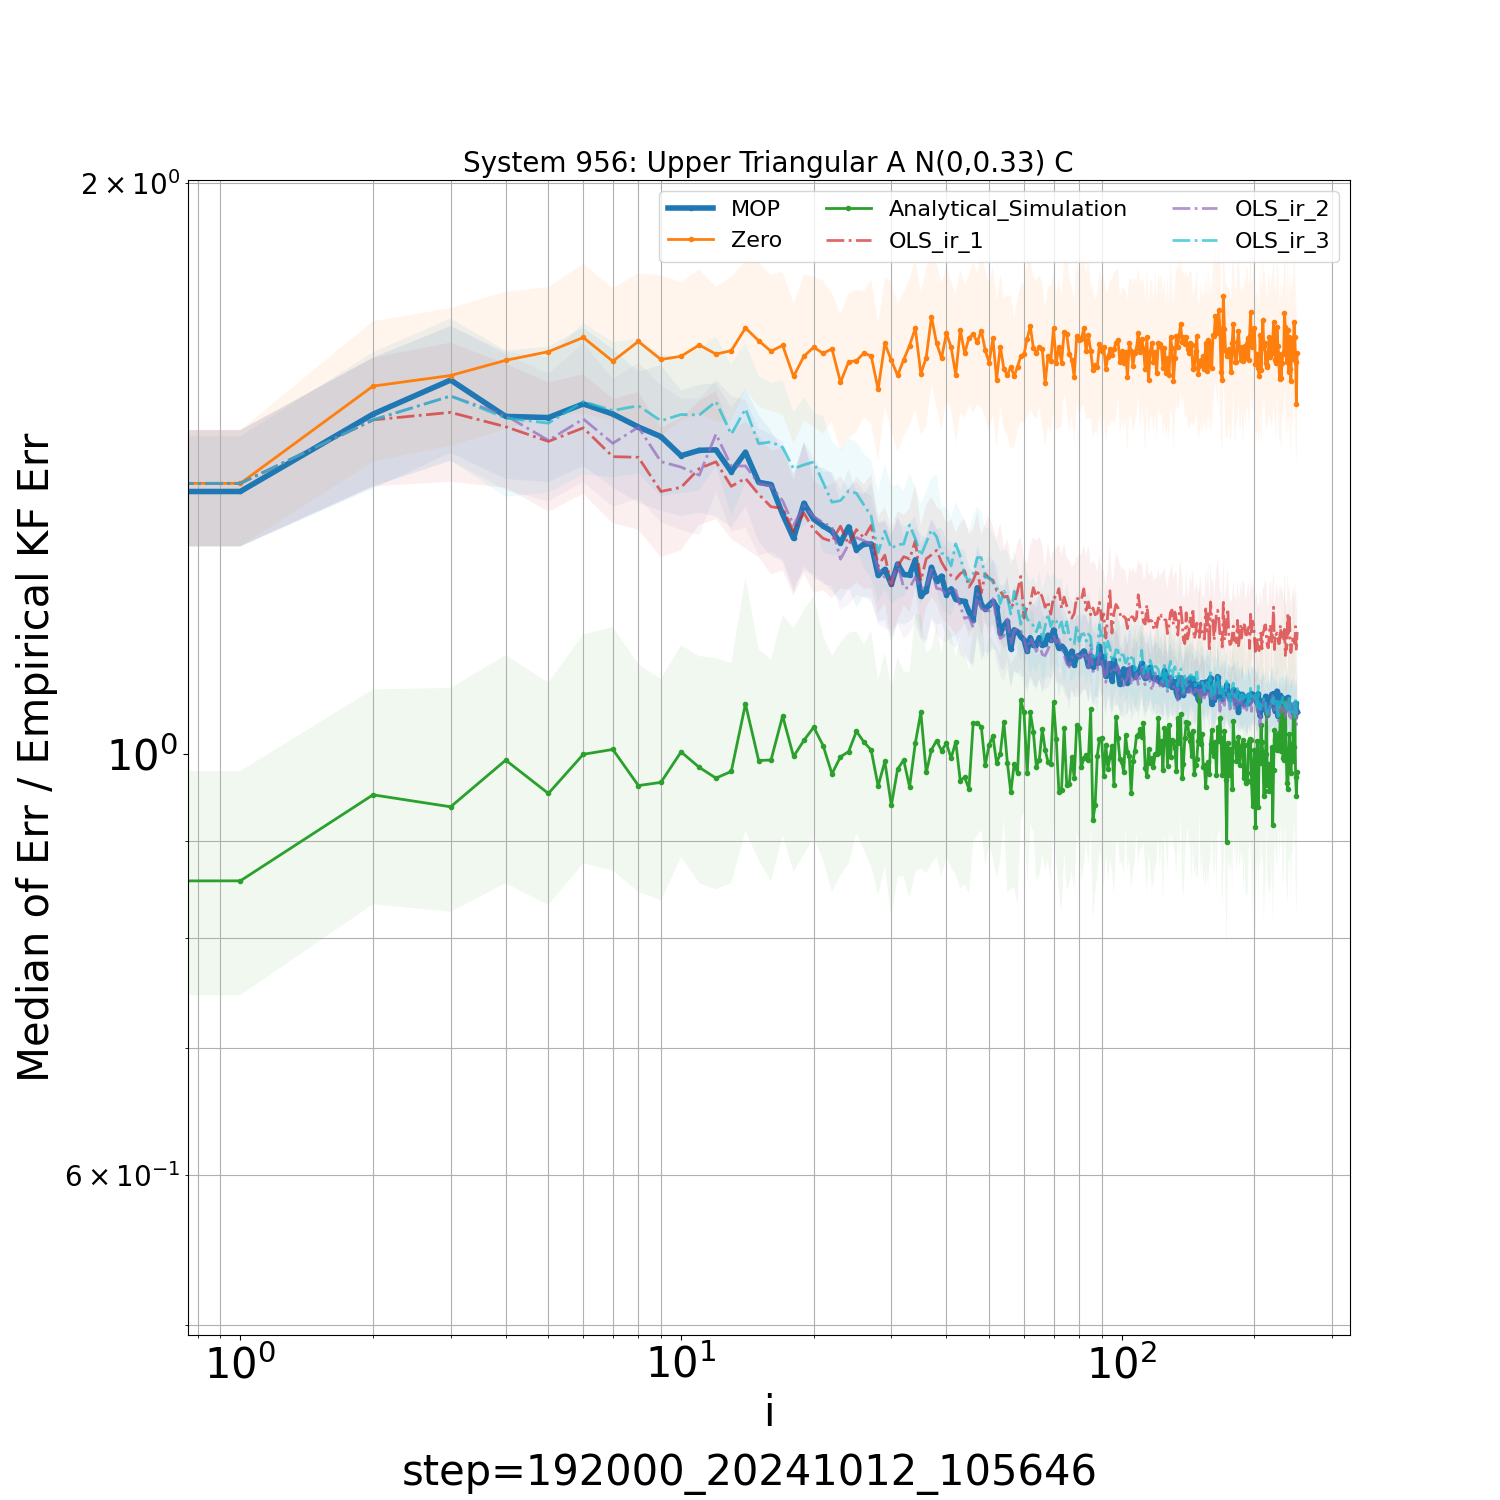 System 956: Upper Triangular A N(0,0.33) C
MOP
Zero
Analytical_Simulation
OLS_ir_1
OLS_ir_2
OLS_ir_3
Median of Err / Empirical KF Err
2 × 10⁰
10⁰
6 × 10⁻¹
10⁰ 10¹ 10²
i
step=192000_20241012_105646